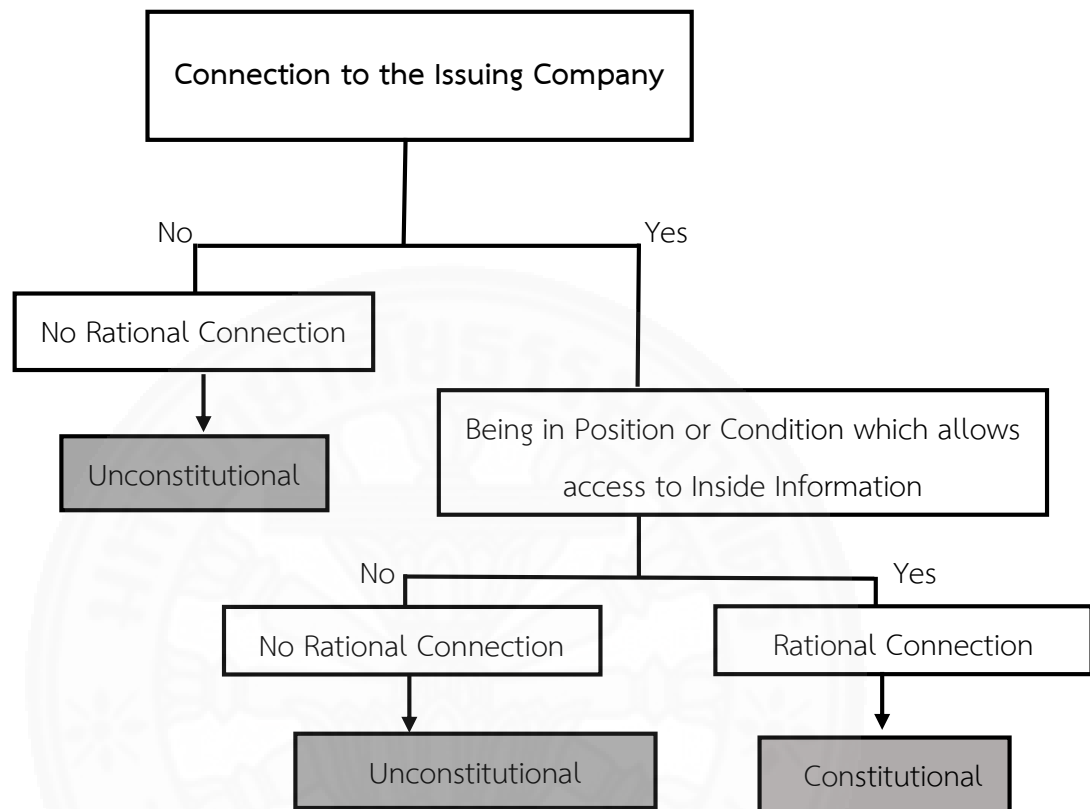 Connection to the Issuing Company
No
Yes
No Rational Connection
Being in Position or Condition which allows
access to Inside Information
Unconstitutional
No
Yes
No Rational Connection
Rational Connection
Unconstitutional
Constitutional